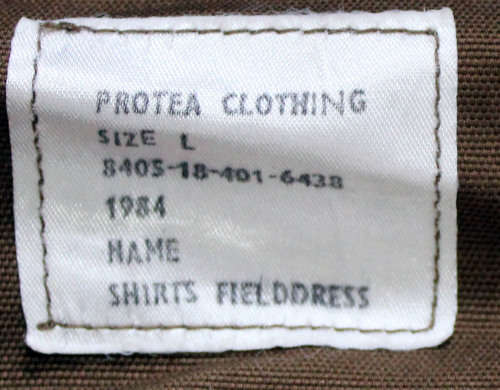 PROTEA CLOTHING
SIZE L
8405-18-401-6438
1984
NAME
SHIRTS FIELDDRESS